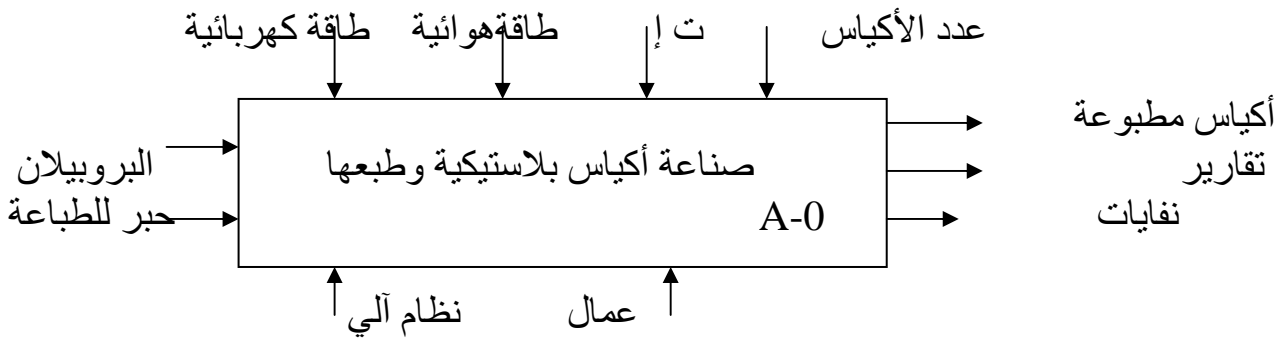 عدد الأكياس ت إ طاقةهوائية طاقة كهربائية
أكياس مطبوعة
صناعة أكياس بلاستيكية وطبعها
البروبيلان
تقارير
حبر للطباعة
A-0
نفايات
عمال نظام آلي